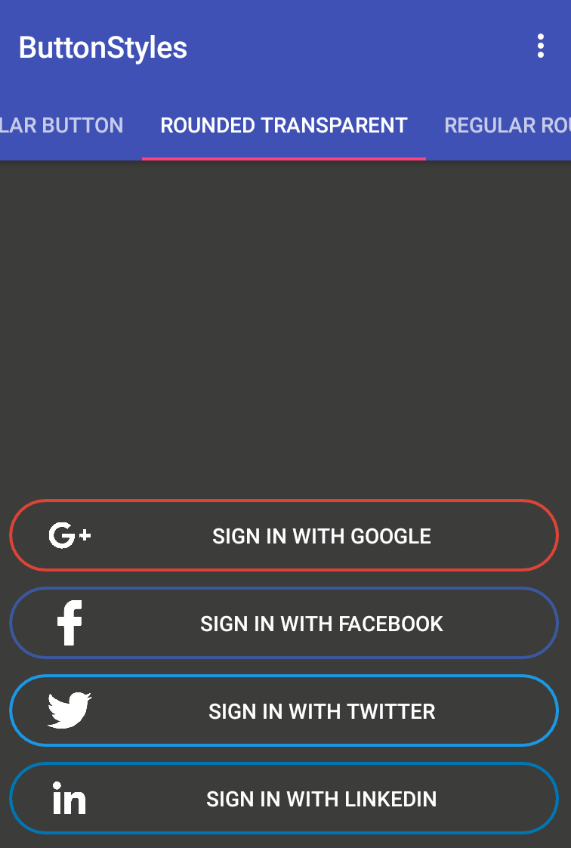 ButtonStyles
LAR BUTTON ROUNDED TRANSPARENT REGULAR ROU
G+
SIGN IN WITH GOOGLE
f
SIGN IN WITH FACEBOOK
SIGN IN WITH TWITTER
in
SIGN IN WITH LINKEDIN